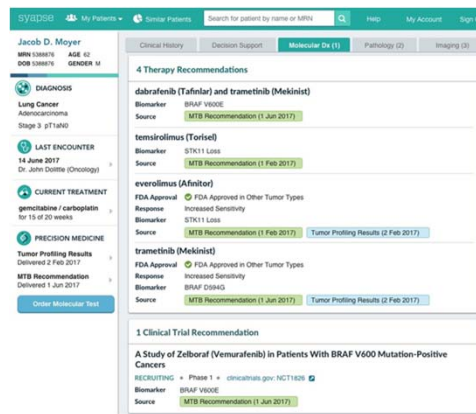 syapse
My Patients
Similar Patients
Search for patient by name or MRN
Help
My Account
Sign
Jacob D. Moyer
MRN 5388876 AGE 62
DOB 5388876 GENDER M
DIAGNOSIS
Lung Cancer
Adenocarcinoma
Stage 3 pT1aN0
LAST ENCOUNTER
14 June 2017
Dr. John Dolittle (Oncology)
CURRENT TREATMENT
gemcitabine / carboplatin
for 15 of 20 weeks
PRECISION MEDICINE
Tumor Profiling Results
Delivered 2 Feb 2017
MTB Recommendation
Delivered 1 Jun 2017
Order Molecular Test
Clinical History
Decision Support
Molecular Dx (1)
Pathology (2)
Imaging (3)
4 Therapy Recommendations
dabrafenib (Tafinlar) and trametinib (Mekinist)
Biomarker BRAF V600E
Source MTB Recommendation (1 Jun 2017)
temsirolimus (Torisel)
Biomarker STK11 Loss
Source MTB Recommendation (1 Feb 2017)
everolimus (Afinitor)
FDA Approval FDA Approved in Other Tumor Types
Response Increased Sensitivity
Biomarker STK11 Loss
Source MTB Recommendation (1 Feb 2017) Tumor Profiling Results (2 Feb 2017)
trametinib (Mekinist)
FDA Approval FDA Approved in Other Tumor Types
Response Increased Sensitivity
Biomarker BRAF D594G
Source MTB Recommendation (1 Jun 2017) Tumor Profiling Results (2 Feb 2017)
1 Clinical Trial Recommendation
A Study of Zelboraf (Vemurafenib) in Patients With BRAF V600 Mutation-Positive
Cancers
RECRUITING • Phase 1 • clinicaltrials.gov: NCT1826
Biomarker BRAF V600E
Source MTB Recommendation (1 Jun 2017)